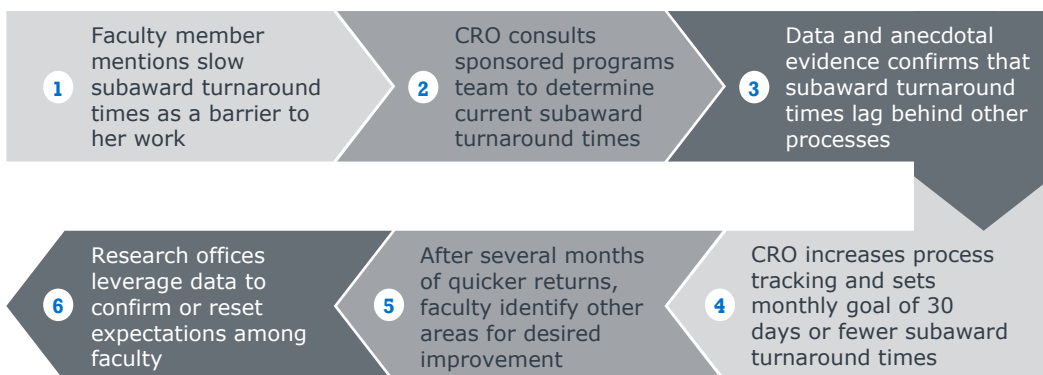 1
Faculty member
mentions slow
subaward turnaround
times as a barrier to
her work
2
CRO consults
sponsored programs
team to determine
current subaward
turnaround times
3
Data and anecdotal
evidence confirms that
subaward turnaround
times lag behind other
processes
4
CRO increases process
tracking and sets
monthly goal of 30
days or fewer subaward
turnaround times
5
After several months
of quicker returns,
faculty identify other
areas for desired
improvement
6
Research offices
leverage data to
confirm or reset
expectations among
faculty